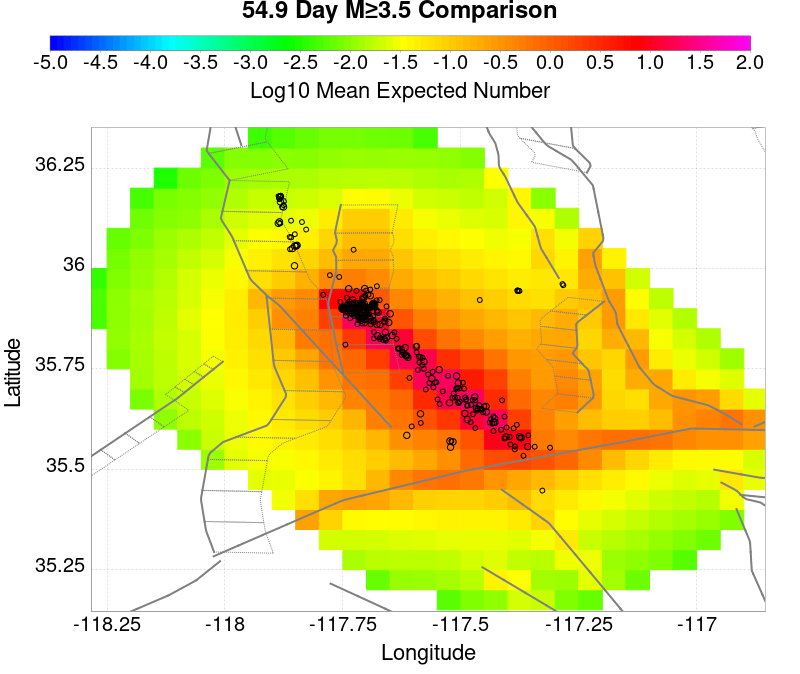 54.9 Day M≥3.5 Comparison
-5.0 -4.5 -4.0 -3.5 -3.0 -2.5 -2.0 -1.5 -1.0 -0.5 0.0 0.5 1.0 1.5 2.0
Log10 Mean Expected Number
36.25
36
35.75
35.5
35.25
Latitude
-118.25 -118 -117.75 -117.5 -117.25 -117
Longitude